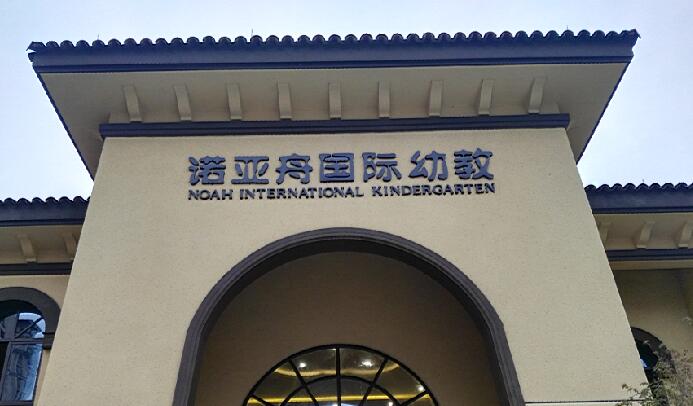 诺亚舟国际幼教
NOAH INTERNATIONAL KINDERGARTEN